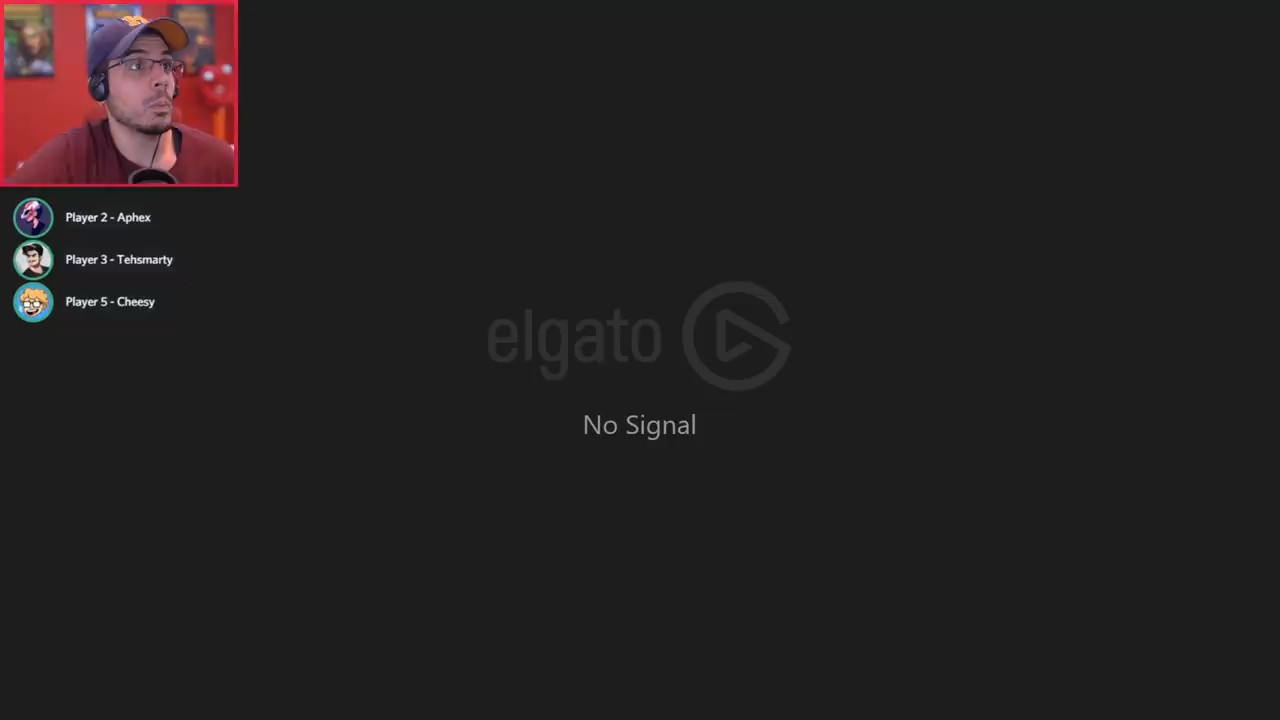 Player 2 - Aphex
Player 3 - Tehsmarty
Player 5 - Cheesy
elgato
No Signal